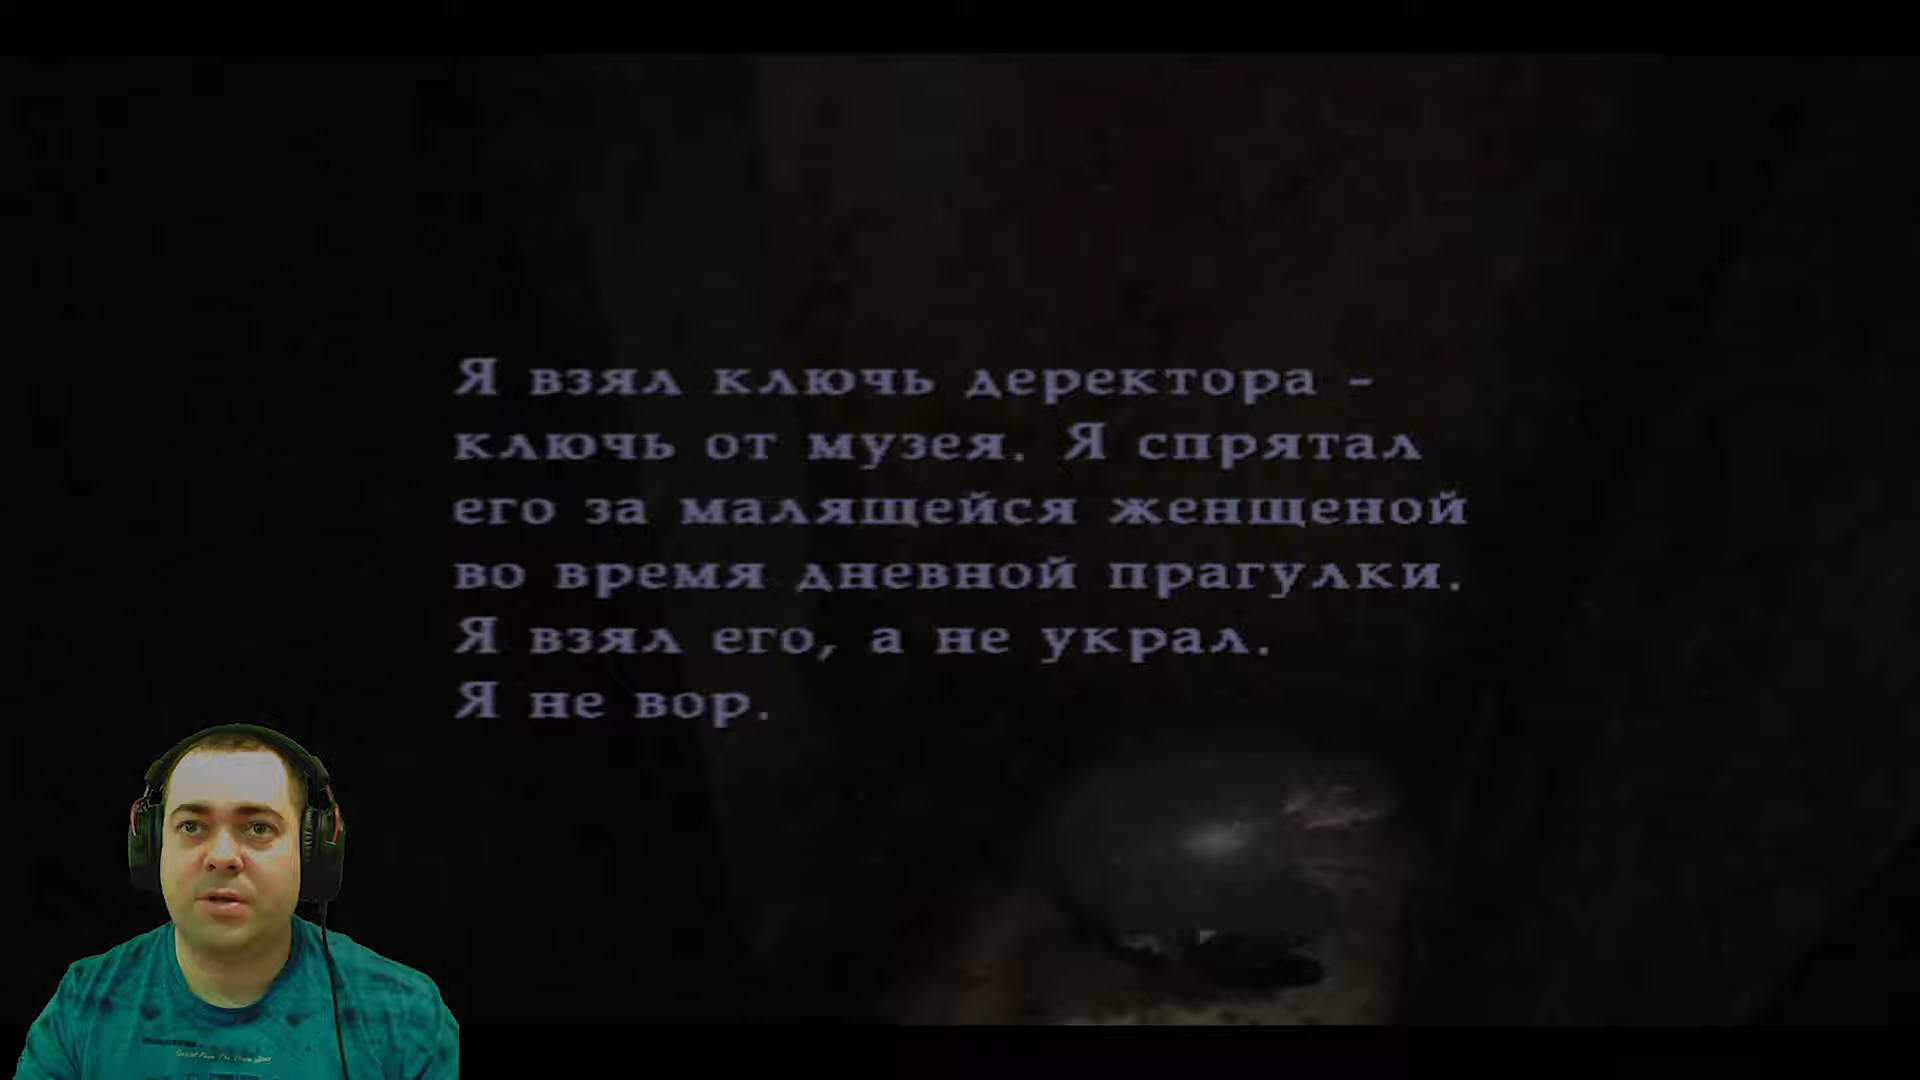 Я взял ключь деректора -
ключь от музея. Я спрятал
его за малящейся женщеной
во время дневной прагулки.
Я взял его, а не украл.
Я не вор.